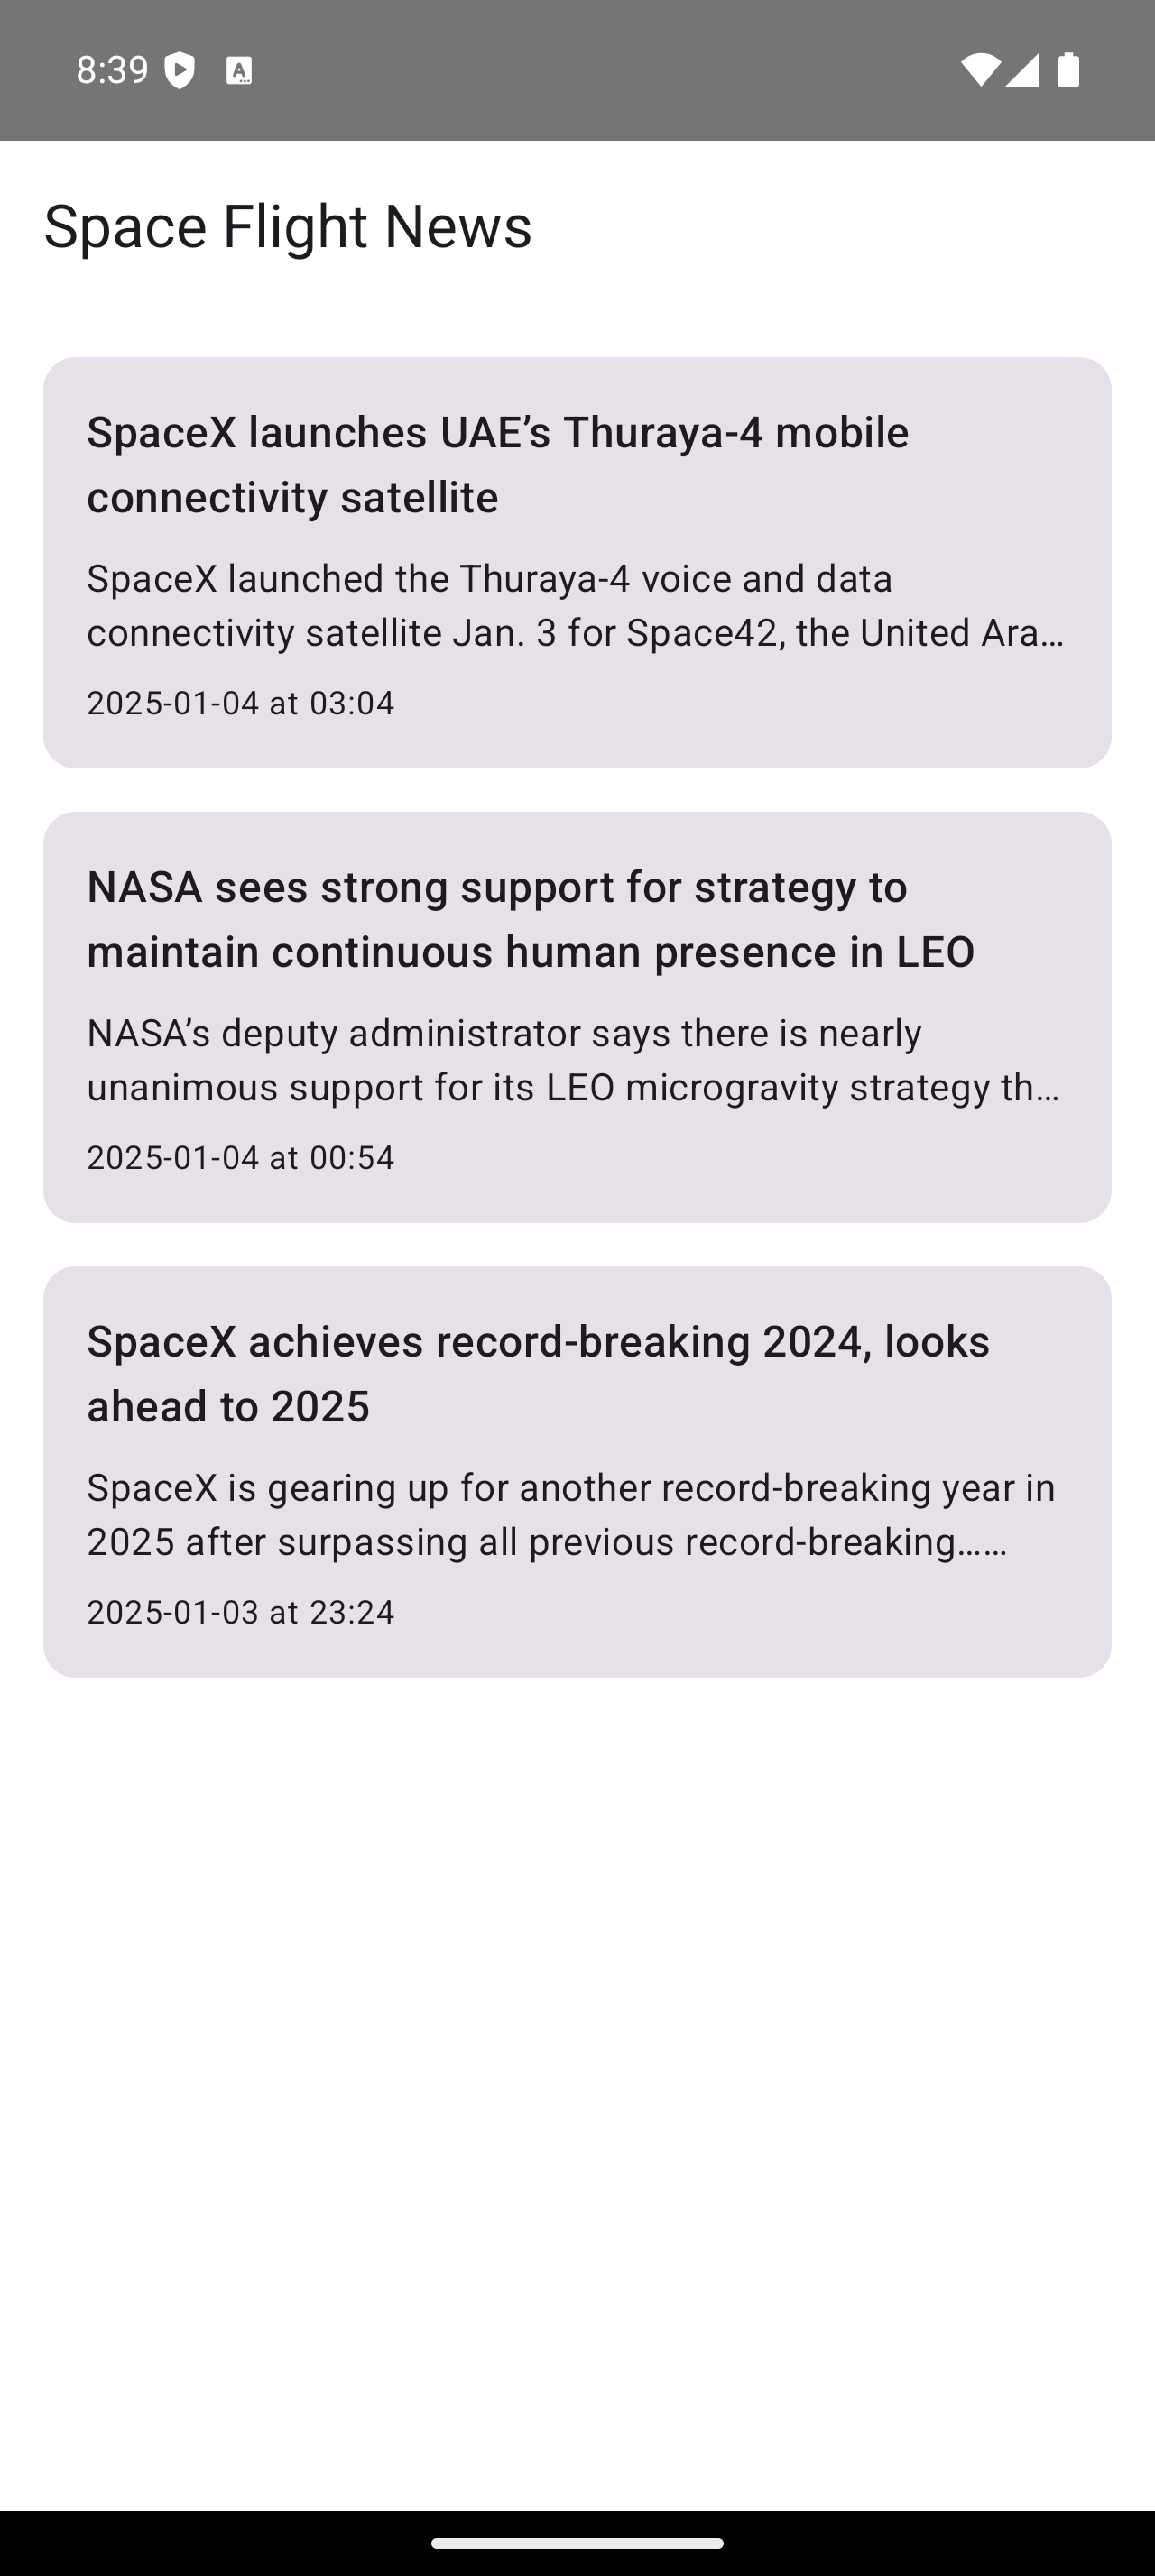 8:39
Space Flight News
SpaceX launches UAE’s Thuraya-4 mobile
connectivity satellite
SpaceX launched the Thuraya-4 voice and data
connectivity satellite Jan. 3 for Space42, the United Ara…
2025-01-04 at 03:04
NASA sees strong support for strategy to
maintain continuous human presence in LEO
NASA’s deputy administrator says there is nearly
unanimous support for its LEO microgravity strategy th…
2025-01-04 at 00:54
SpaceX achieves record-breaking 2024, looks
ahead to 2025
SpaceX is gearing up for another record-breaking year in
2025 after surpassing all previous record-breaking……
2025-01-03 at 23:24